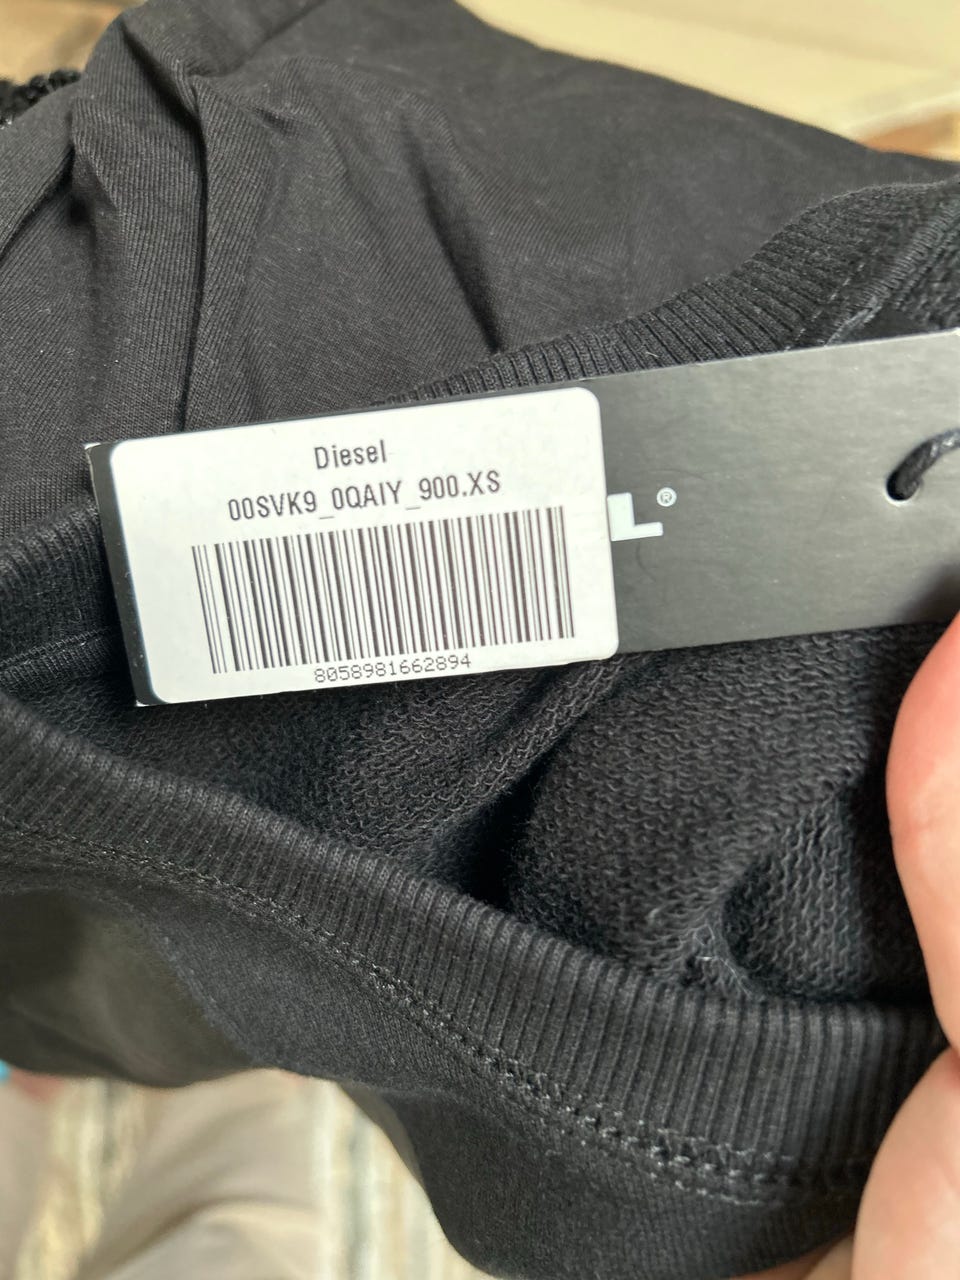 Diesel
00SVK9_0QAIY_900.XS
8058981662894
L®